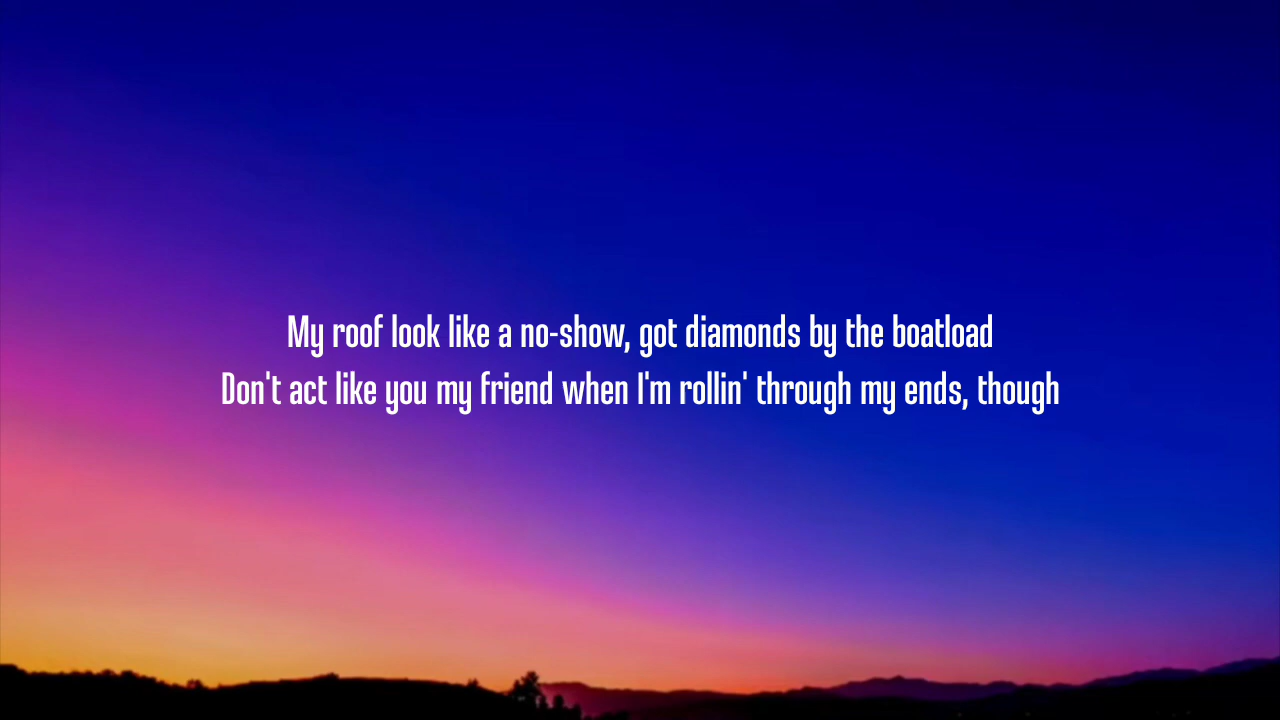 My roof look like a no-show, got diamonds by the boatload
Don't act like you my friend when I'm rollin' through my ends, though